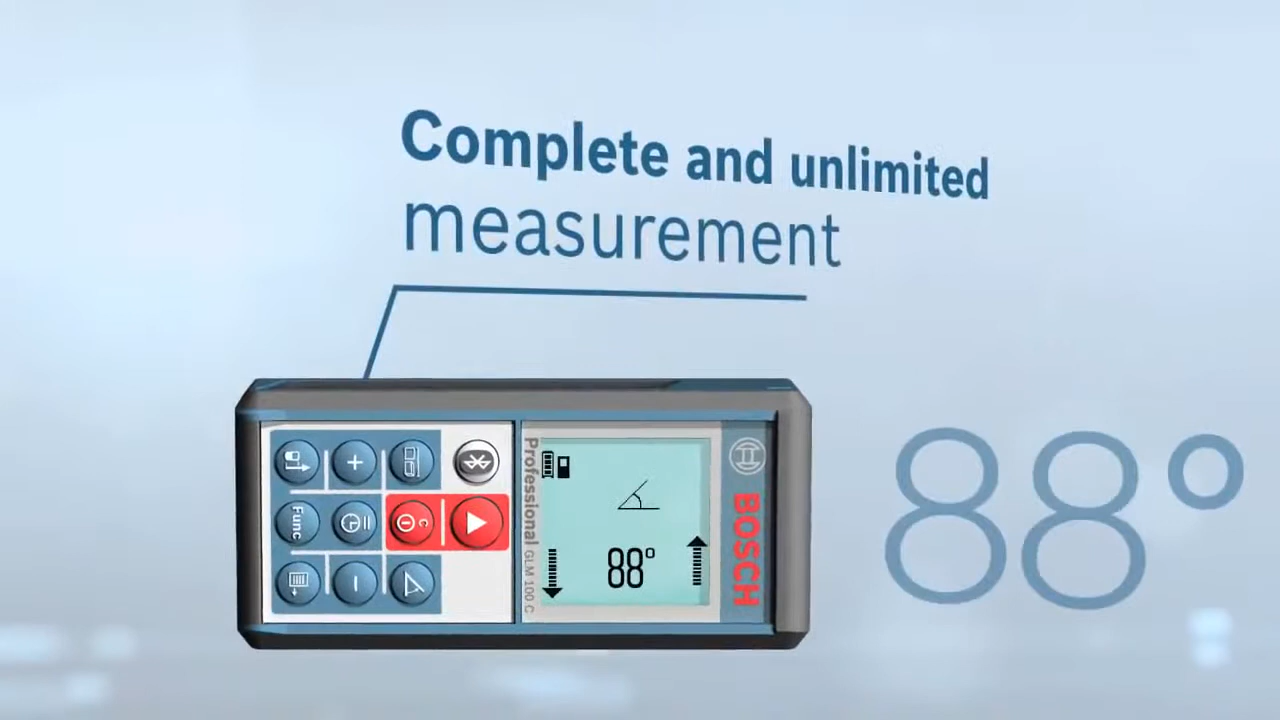 Complete and unlimited
measurement
Func
C
Professional GLM 100 C
88°
BOSCH
88°